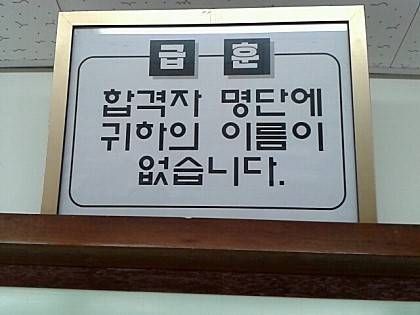 급 훈
합격자 명단에
귀하의 이름이
없습니다.